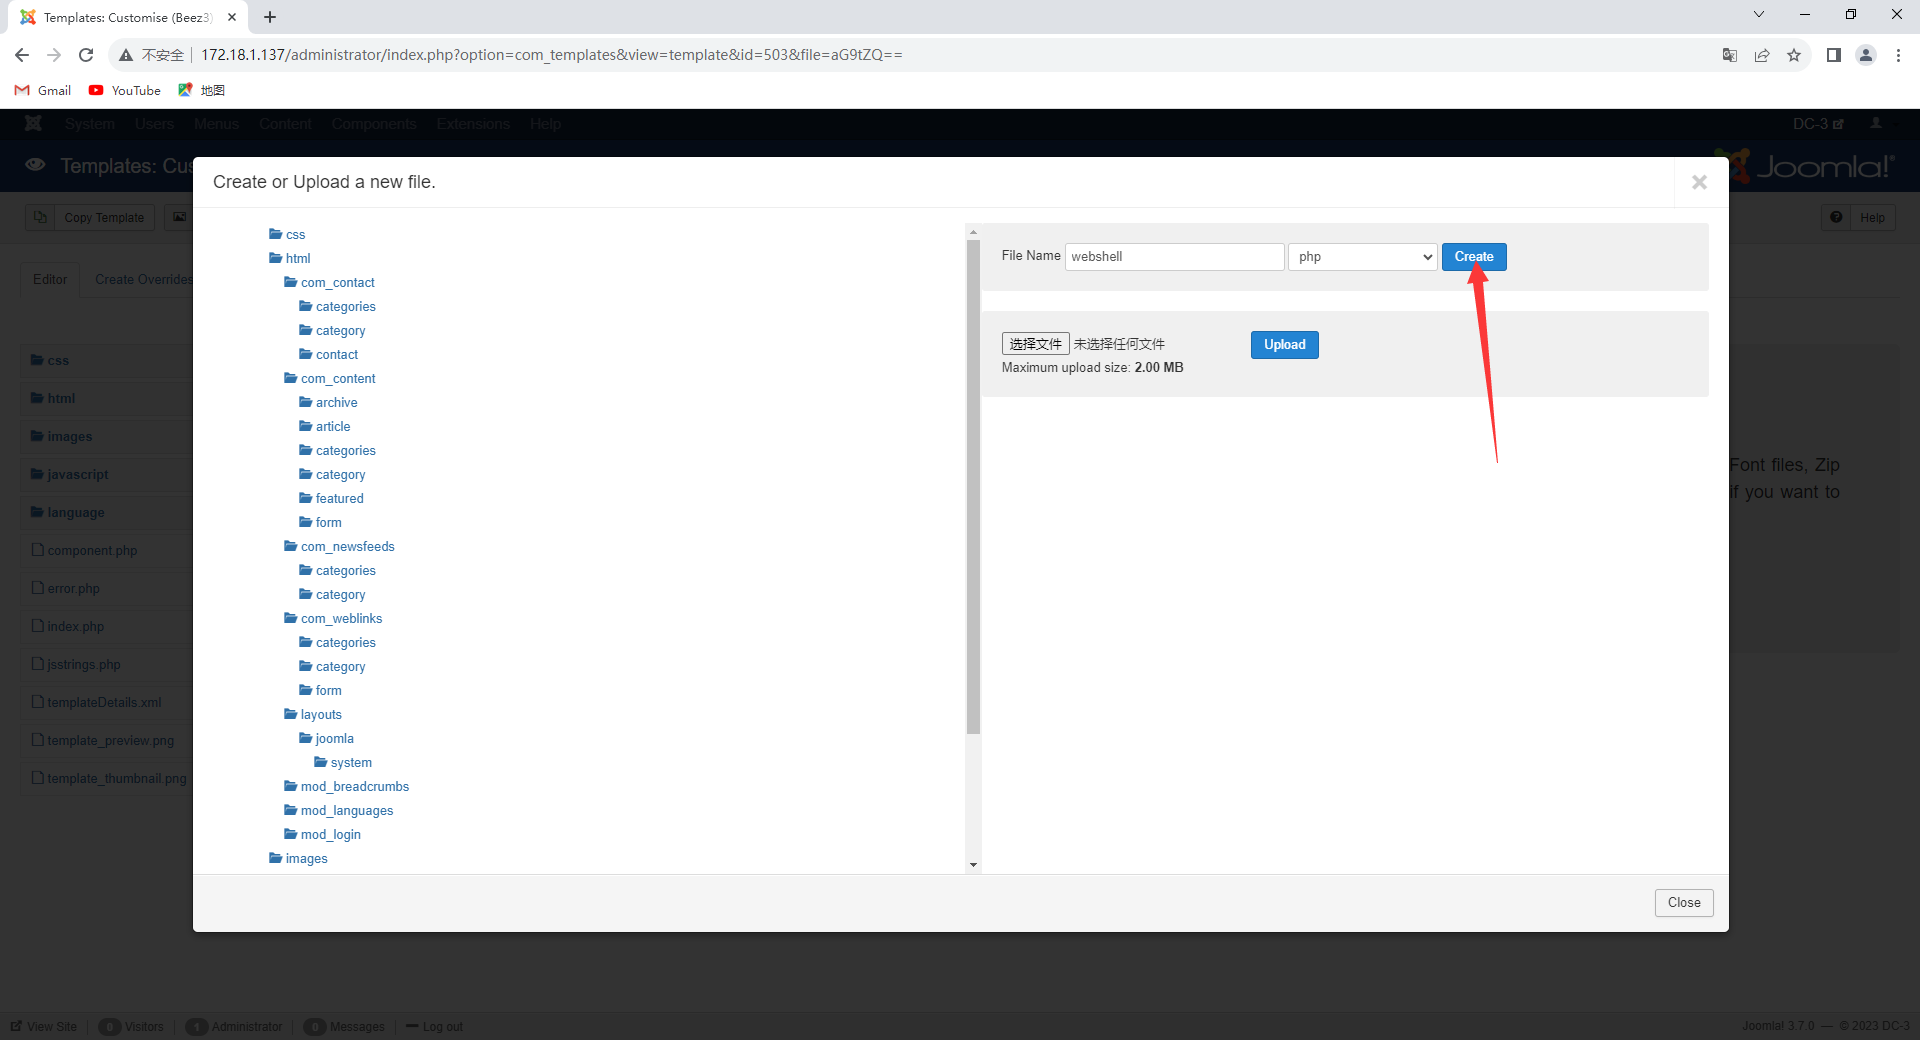 Templates: Customise (Beez3)
不安全 172.18.1.137/administrator/index.php?option=com_templates&view=template&id=503&file=aG9tZQ==
Gmail YouTube 地图
System Users Menus Content Components Extensions Help DC-3
Templates: Cus Joomla!
Create or Upload a new file.
Copy Template Help
Editor Create Overrides
css
html
images
javascript
language
component.php
error.php
index.php
jsstrings.php
templateDetails.xml
template_preview.png
template_thumbnail.png
css
html
com_contact
categories
category
contact
com_content
archive
article
categories
category
featured
form
com_newsfeeds
categories
category
com_weblinks
categories
category
form
layouts
joomla
system
mod_breadcrumbs
mod_languages
mod_login
images
File Name webshell php Create
选择文件 未选择任何文件 Upload
Maximum upload size: 2.00 MB
Font files, Zip
if you want to
Close
View Site 0 Visitors 1 Administrator 0 Messages Log out Joomla! 3.7.0 — © 2023 DC-3